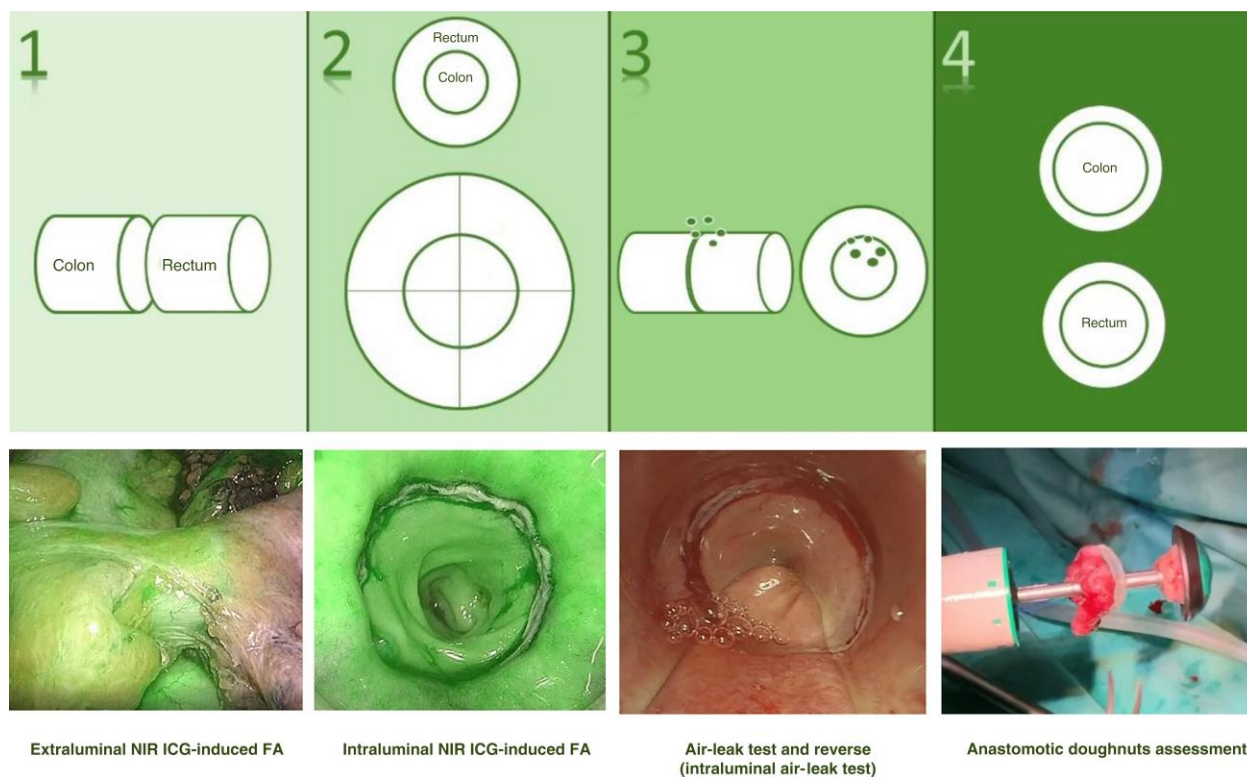 1
2
3
4
Colon
Rectum
Rectum
Colon
Colon
Rectum
Extraluminal NIR ICG-induced FA
Intraluminal NIR ICG-induced FA
Air-leak test and reverse
(intraluminal air-leak test)
Anastomotic doughnuts assessment